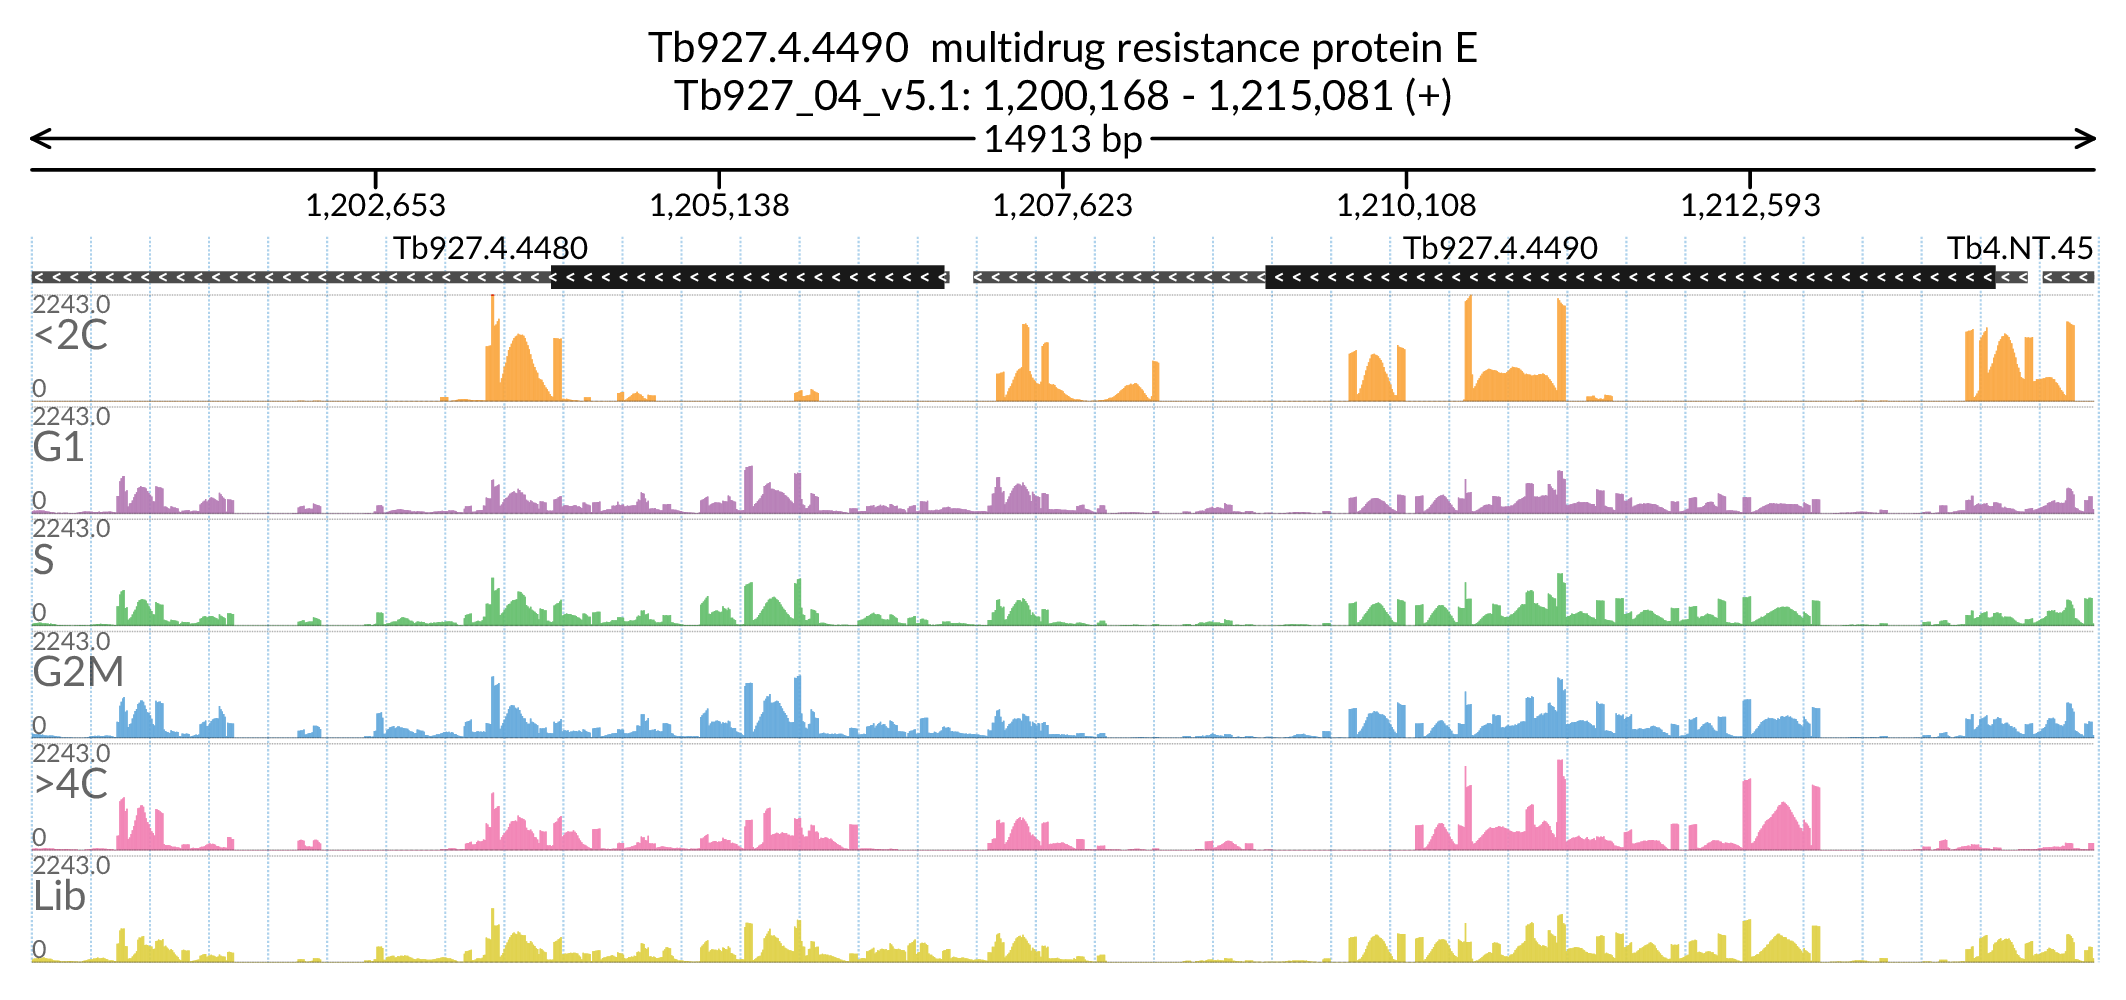 Tb927.4.4490  multidrug resistance protein E
Tb927_04_v5.1: 1,200,168 - 1,215,081 (+)
14913 bp
1,202,653 1,205,138 1,207,623 1,210,108 1,212,593
Tb927.4.4480 Tb927.4.4490 Tb4.NT.45
2243.0
<2C
0
2243.0
G1
0
2243.0
S
0
2243.0
G2M
0
2243.0
>4C
0
2243.0
Lib
0